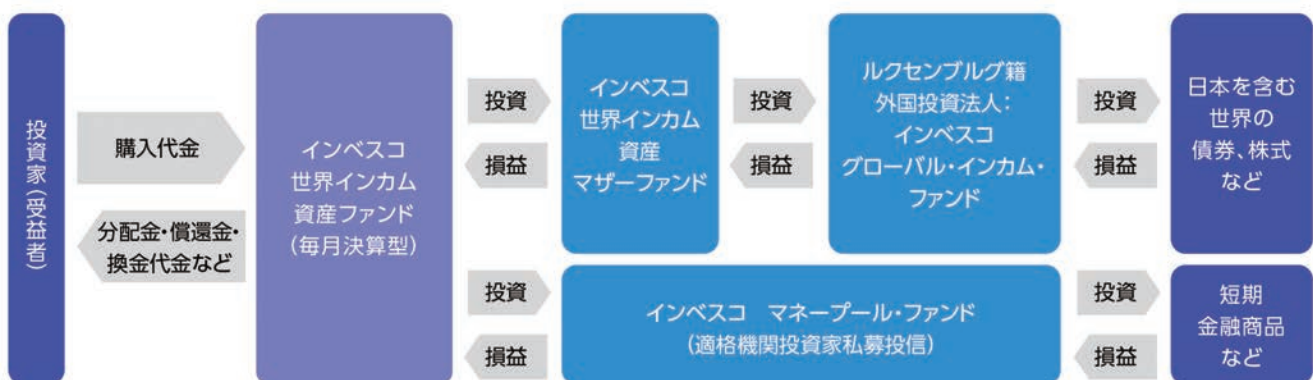 投資家（受益者）
購入代金
分配金・償還金・
換金代金など
インベスコ
世界インカム
資産ファンド
（毎月決算型）
投資
損益
インベスコ
世界インカム
資産
マザーファンド
投資
損益
ルクセンブルグ籍
外国投資法人：
インベスコ
グローバル・インカム・
ファンド
投資
損益
日本を含む
世界の
債券、株式
など
投資
損益
インベスコ　マネープール・ファンド
（適格機関投資家私募投信）
投資
損益
短期
金融商品
など